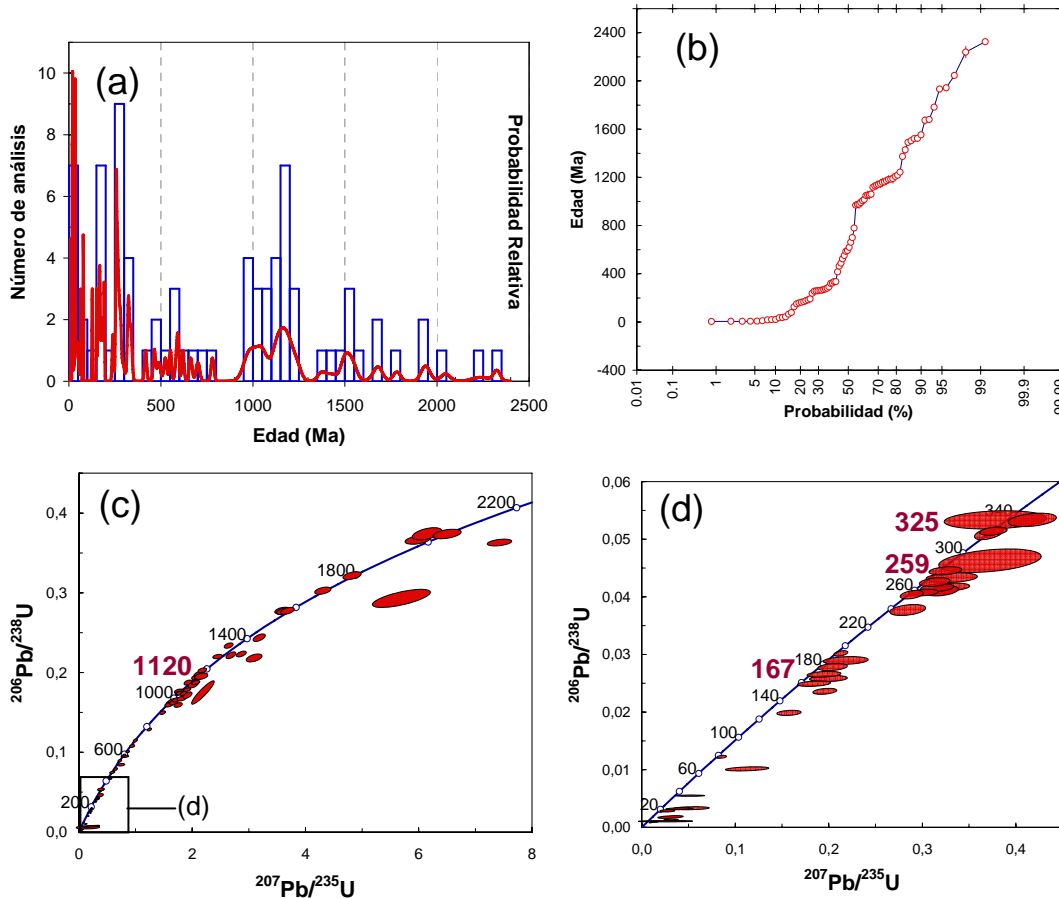 (a)
10
8
6
4
2
0
Número de análisis
Probabilidad Relativa
0 500 1000 1500 2000 2500
Edad (Ma)
(b)
2400
2000
1600
1200
800
400
0
-400
Edad (Ma)
0.01 0.1 1 5 10 20 30 50 70 80 90 95 99 99.9 99.99
Probabilidad (%)
(c)
0,4
0,3
0,2
0,1
0,0
206Pb/238U
2200
1800
1400
1120
1000
600
200
(d)
0 2 4 6 8
207Pb/235U
(d)
0,06
0,05
0,04
0,03
0,02
0,01
0,00
206Pb/238U
340
325
300
259
260
220
167
180
140
100
60
20
0,0 0,1 0,2 0,3 0,4
207Pb/235U